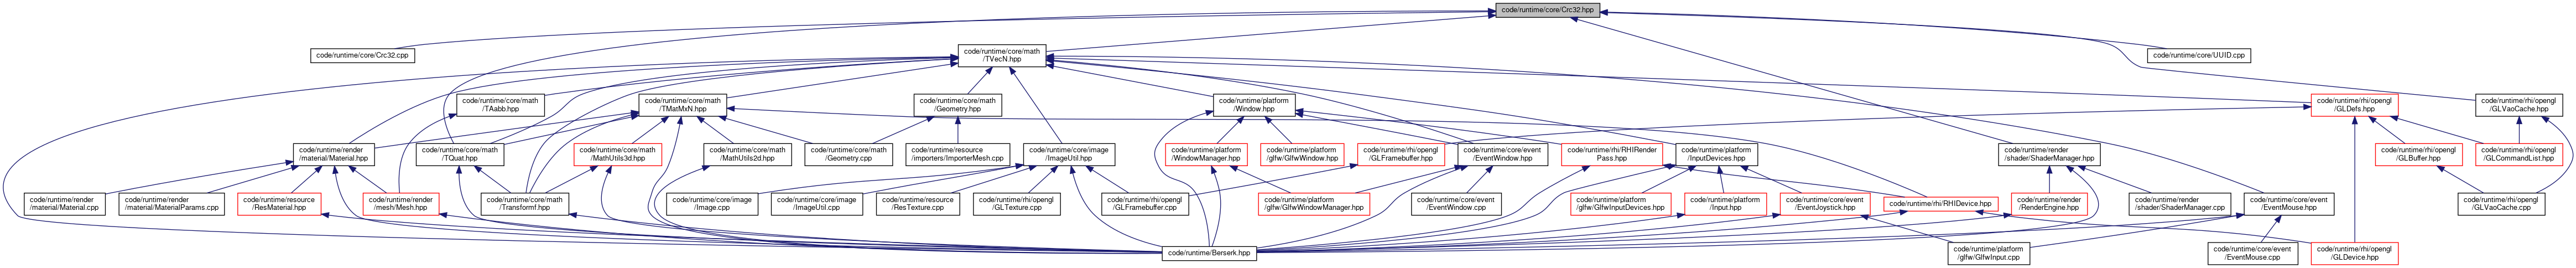 code/runtime/core/Crc32.hpp
code/runtime/core/Crc32.cpp
code/runtime/core/math
/TVecN.hpp
code/runtime/core/UUID.cpp
code/runtime/core/math
/TAabb.hpp
code/runtime/core/math
/TMatMxN.hpp
code/runtime/core/math
/Geometry.hpp
code/runtime/platform
/Window.hpp
code/runtime/rhi/opengl
/GLDefs.hpp
code/runtime/rhi/opengl
/GLVaoCache.hpp
code/runtime/render
/material/Material.hpp
code/runtime/core/math
/TQuat.hpp
code/runtime/core/math
/MathUtils3d.hpp
code/runtime/core/math
/MathUtils2d.hpp
code/runtime/core/math
/Geometry.cpp
code/runtime/resource
/importers/ImporterMesh.cpp
code/runtime/core/image
/ImageUtil.hpp
code/runtime/platform
/WindowManager.hpp
code/runtime/platform
/glfw/GlfwWindow.hpp
code/runtime/rhi/opengl
/GLFramebuffer.hpp
code/runtime/core/event
/EventWindow.hpp
code/runtime/rhi/RHIRender
Pass.hpp
code/runtime/platform
/InputDevices.hpp
code/runtime/render
/shader/ShaderManager.hpp
code/runtime/rhi/opengl
/GLBuffer.hpp
code/runtime/rhi/opengl
/GLCommandList.hpp
code/runtime/render
/material/Material.cpp
code/runtime/render
/material/MaterialParams.cpp
code/runtime/resource
/ResMaterial.hpp
code/runtime/render
/mesh/Mesh.hpp
code/runtime/core/math
/Transformf.hpp
code/runtime/core/image
/Image.cpp
code/runtime/core/image
/ImageUtil.cpp
code/runtime/resource
/ResTexture.cpp
code/runtime/rhi/opengl
/GLTexture.cpp
code/runtime/rhi/opengl
/GLFramebuffer.cpp
code/runtime/platform
/glfw/GlfwWindowManager.hpp
code/runtime/core/event
/EventWindow.cpp
code/runtime/platform
/glfw/GlfwInputDevices.hpp
code/runtime/platform
/Input.hpp
code/runtime/core/event
/EventJoystick.hpp
code/runtime/rhi/RHIDevice.hpp
code/runtime/render
/RenderEngine.hpp
code/runtime/render
/shader/ShaderManager.cpp
code/runtime/core/event
/EventMouse.hpp
code/runtime/rhi/opengl
/GLVaoCache.cpp
code/runtime/Berserk.hpp
code/runtime/platform
/glfw/GlfwInput.cpp
code/runtime/core/event
/EventMouse.cpp
code/runtime/rhi/opengl
/GLDevice.hpp